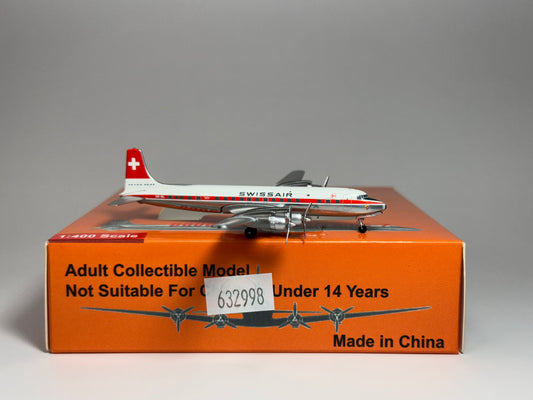 SWISSAIR
1:400 Scale
Adult Collectible Model
Not Suitable For Under 14 Years
632998
Made in China